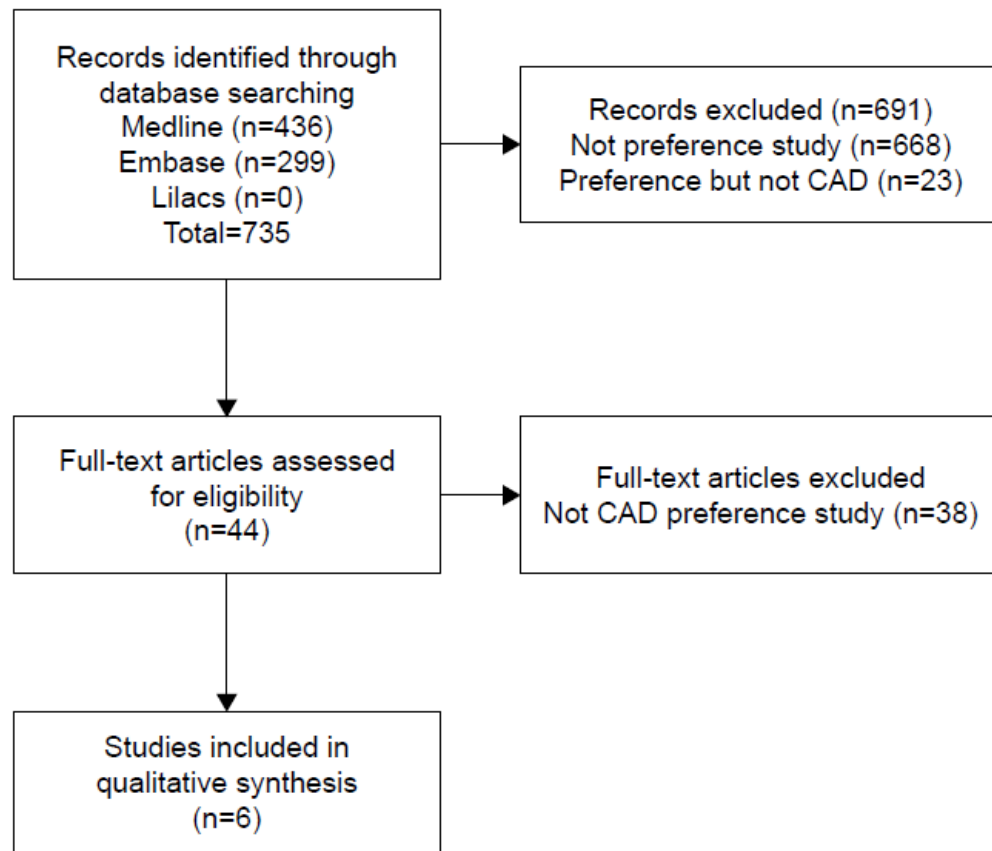 Records identified through
database searching
Medline (n=436)
Embase (n=299)
Lilacs (n=0)
Total=735
Records excluded (n=691)
Not preference study (n=668)
Preference but not CAD (n=23)
Full-text articles assessed
for eligibility
(n=44)
Full-text articles excluded
Not CAD preference study (n=38)
Studies included in
qualitative synthesis
(n=6)